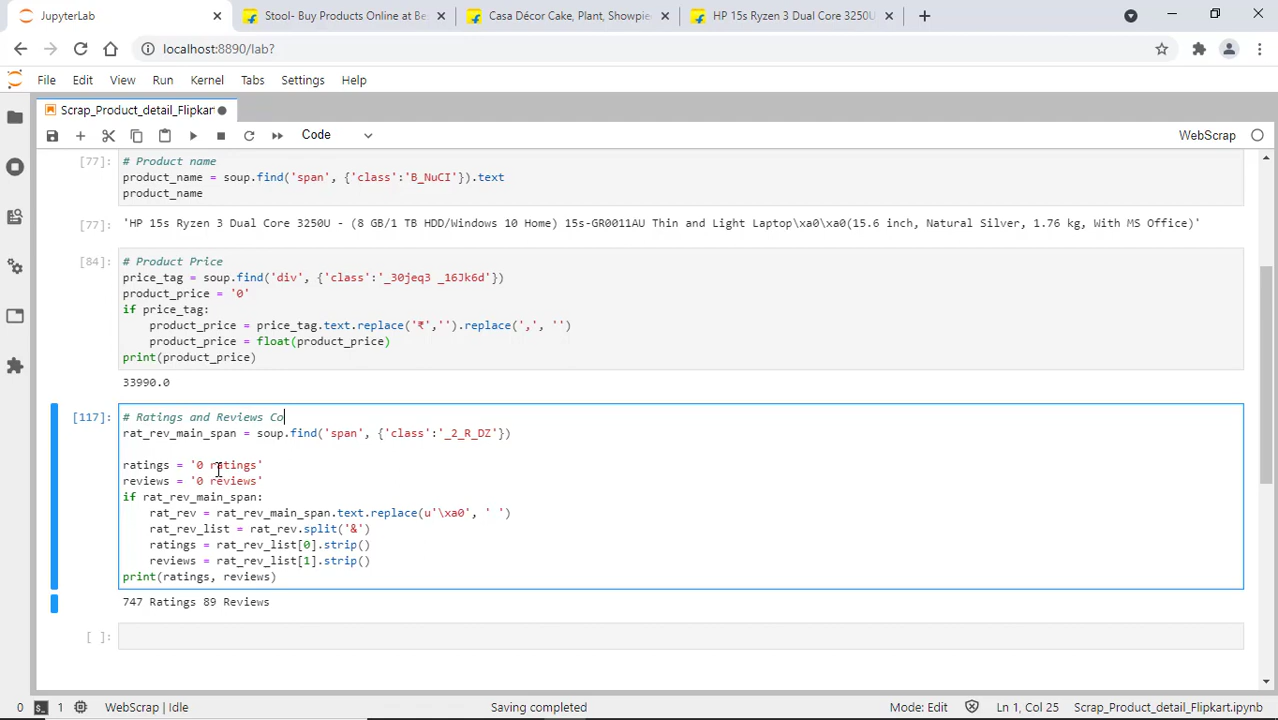 JupyterLab
Stool- Buy Products Online at Be
Casa Décor Cake, Plant, Showpie
HP 15s Ryzen 3 Dual Core 3250U
localhost:8890/lab?
File Edit View Run Kernel Tabs Settings Help
Scrap_Product_detail_Flipkart
Code
WebScrap
[77]: # Product name
product_name = soup.find('span', {'class':'B_NuCI'}).text
product_name
[77]: 'HP 15s Ryzen 3 Dual Core 3250U - (8 GB/1 TB HDD/Windows 10 Home) 15s-GR0011AU Thin and Light Laptop\xa0\xa0(15.6 inch, Natural Silver, 1.76 kg, With MS Office)'
[84]: # Product Price
price_tag = soup.find('div', {'class':'_30jeq3 _16Jk6d'})
product_price = '0'
if price_tag:
product_price = price_tag.text.replace('₹','').replace(',', '')
product_price = float(product_price)
print(product_price)
33990.0
[117]: # Ratings and Reviews Co
rat_rev_main_span = soup.find('span', {'class':'_2_R_DZ'})
ratings = '0 ratings'
reviews = '0 reviews'
if rat_rev_main_span:
rat_rev = rat_rev_main_span.text.replace(u'\xa0', ' ')
rat_rev_list = rat_rev.split('&')
ratings = rat_rev_list[0].strip()
reviews = rat_rev_list[1].strip()
print(ratings, reviews)
747 Ratings 89 Reviews
[ ]:
0 1 WebScrap | Idle Saving completed Mode: Edit Ln 1, Col 25 Scrap_Product_detail_Flipkart.ipynb